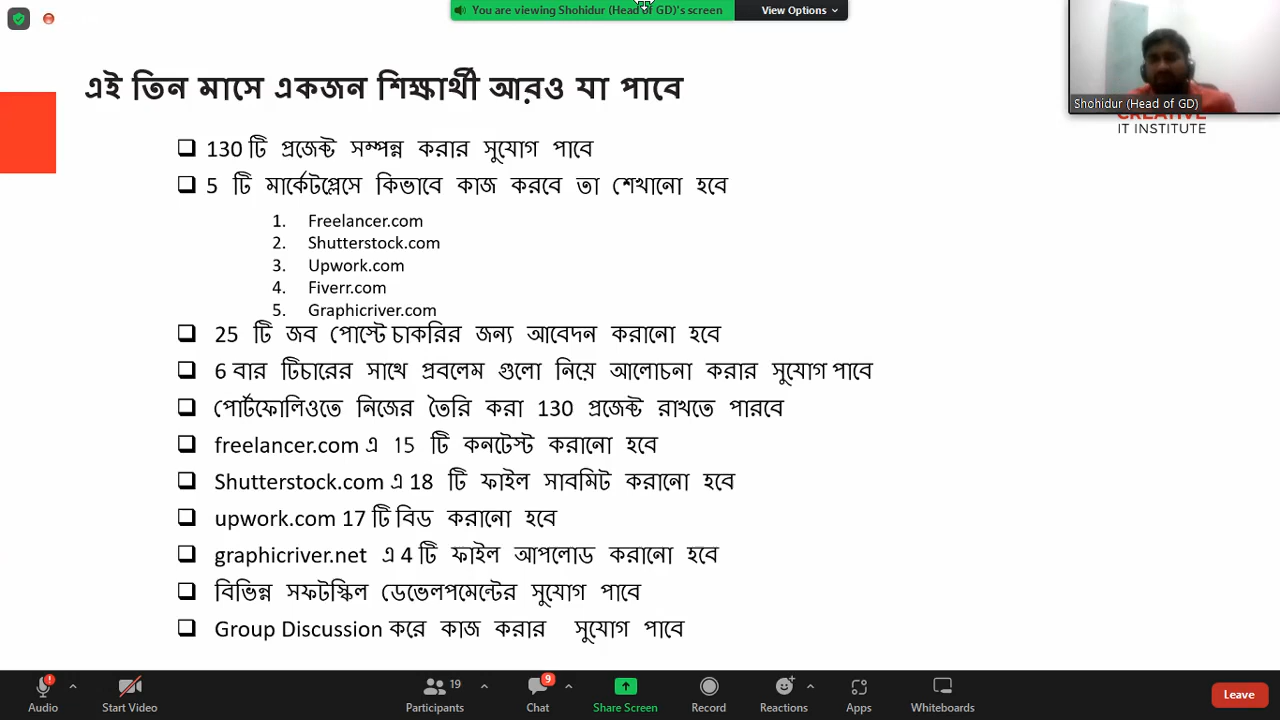 You are viewing Shohidur (Head of GD)'s screen
View Options
Shohidur (Head of GD)
IT INSTITUTE
এই তিন মাসে একজন শিক্ষার্থী আরও যা পাবে
130 টি প্রজেক্ট সম্পন্ন করার সুযোগ পাবে
5 টি মার্কেটপ্লেসে কিভাবে কাজ করবে তা শেখানো হবে
1. Freelancer.com
2. Shutterstock.com
3. Upwork.com
4. Fiverr.com
5. Graphicriver.com
25 টি জব পোস্টে চাকরির জন্য আবেদন করানো হবে
6 বার টিচারের সাথে প্রবলেম গুলো নিয়ে আলোচনা করার সুযোগ পাবে
পোর্টফোলিওতে নিজের তৈরি করা 130 প্রজেক্ট রাখতে পারবে
freelancer.com এ 15 টি কনটেস্ট করানো হবে
Shutterstock.com এ 18 টি ফাইল সাবমিট করানো হবে
upwork.com 17 টি বিড করানো হবে
graphicriver.net এ 4 টি ফাইল আপলোড করানো হবে
বিভিন্ন সফটস্কিল ডেভেলপমেন্টের সুযোগ পাবে
Group Discussion করে কাজ করার সুযোগ পাবে
Audio
Start Video
19
Participants
9
Chat
Share Screen
Record
Reactions
Apps
Whiteboards
Leave